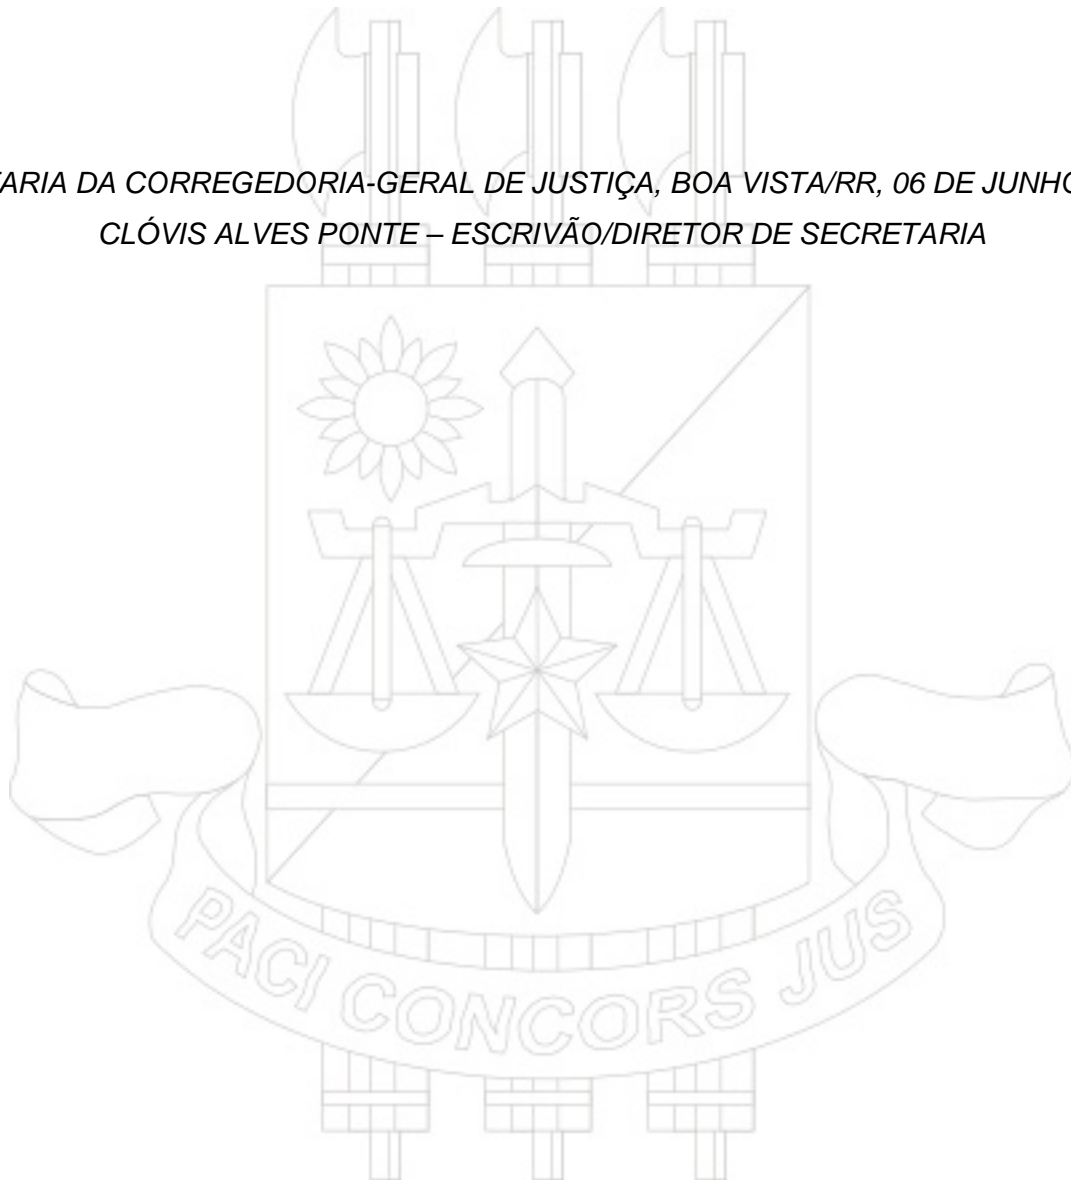 TARIA DA CORREGEDORIA-GERAL DE JUSTIÇA, BOA VISTA/RR, 06 DE JUNHO
CLÓVIS ALVES PONTE – ESCRIVÃO/DIRETOR DE SECRETARIA
PACI CONCORS JUS